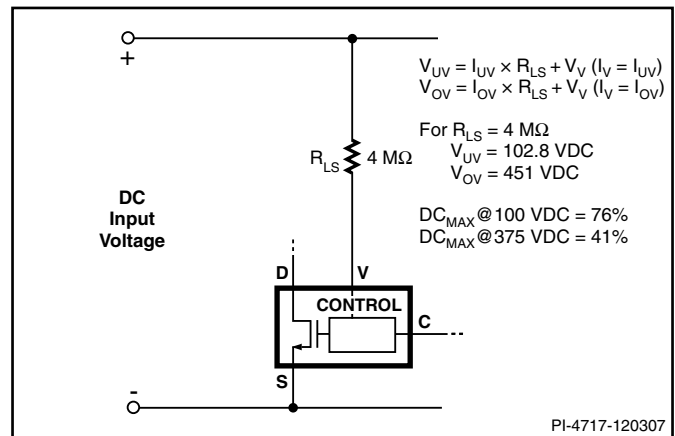 +
V_UV = I_UV × R_LS + V_V (I_V = I_UV)
V_OV = I_OV × R_LS + V_V (I_V = I_OV)
For R_LS = 4 MΩ
V_UV = 102.8 VDC
V_OV = 451 VDC
DC_MAX @ 100 VDC = 76%
DC_MAX @ 375 VDC = 41%
R_LS 4 MΩ
DC
Input
Voltage
D V
CONTROL
C
S
-
PI-4717-120307